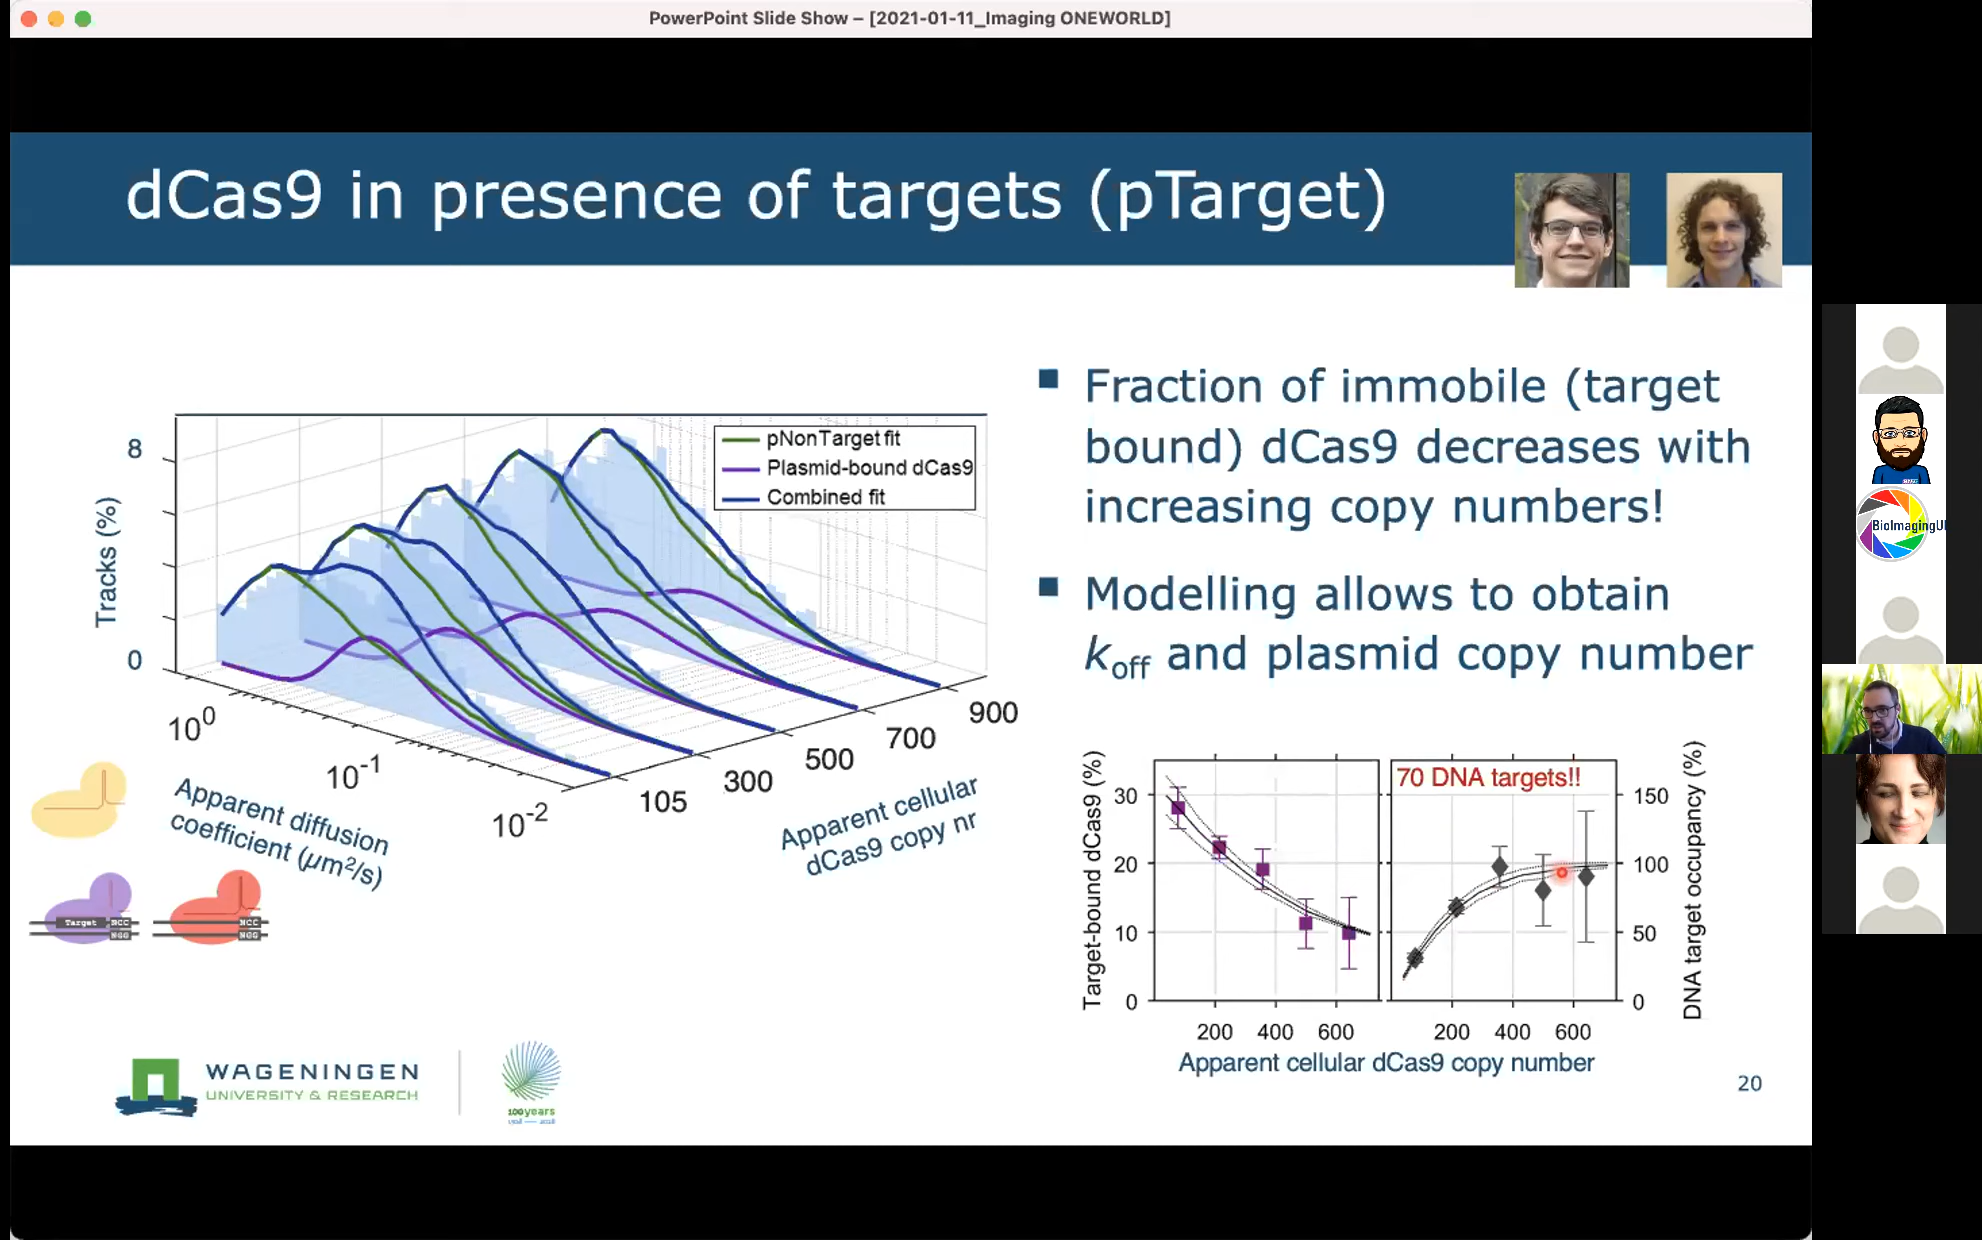 PowerPoint Slide Show – [2021-01-11_Imaging ONEWORLD]
dCas9 in presence of targets (pTarget)
Fraction of immobile (target
bound) dCas9 decreases with
increasing copy numbers!
Modelling allows to obtain
koff and plasmid copy number
pNonTarget fit
Plasmid-bound dCas9
Combined fit
Tracks (%)
8
0
10^0
10^-1
10^-2
Apparent diffusion
coefficient (µm²/s)
105
300
500
700
900
Apparent cellular
dCas9 copy nr
Target
NCC
NGG
NCC
NGG
Target-bound dCas9 (%)
30
20
10
0
200 400 600
70 DNA targets!!
150
100
50
0
200 400 600
DNA target occupancy (%)
Apparent cellular dCas9 copy number
WAGENINGEN
UNIVERSITY & RESEARCH
100years
20
BioImagingU